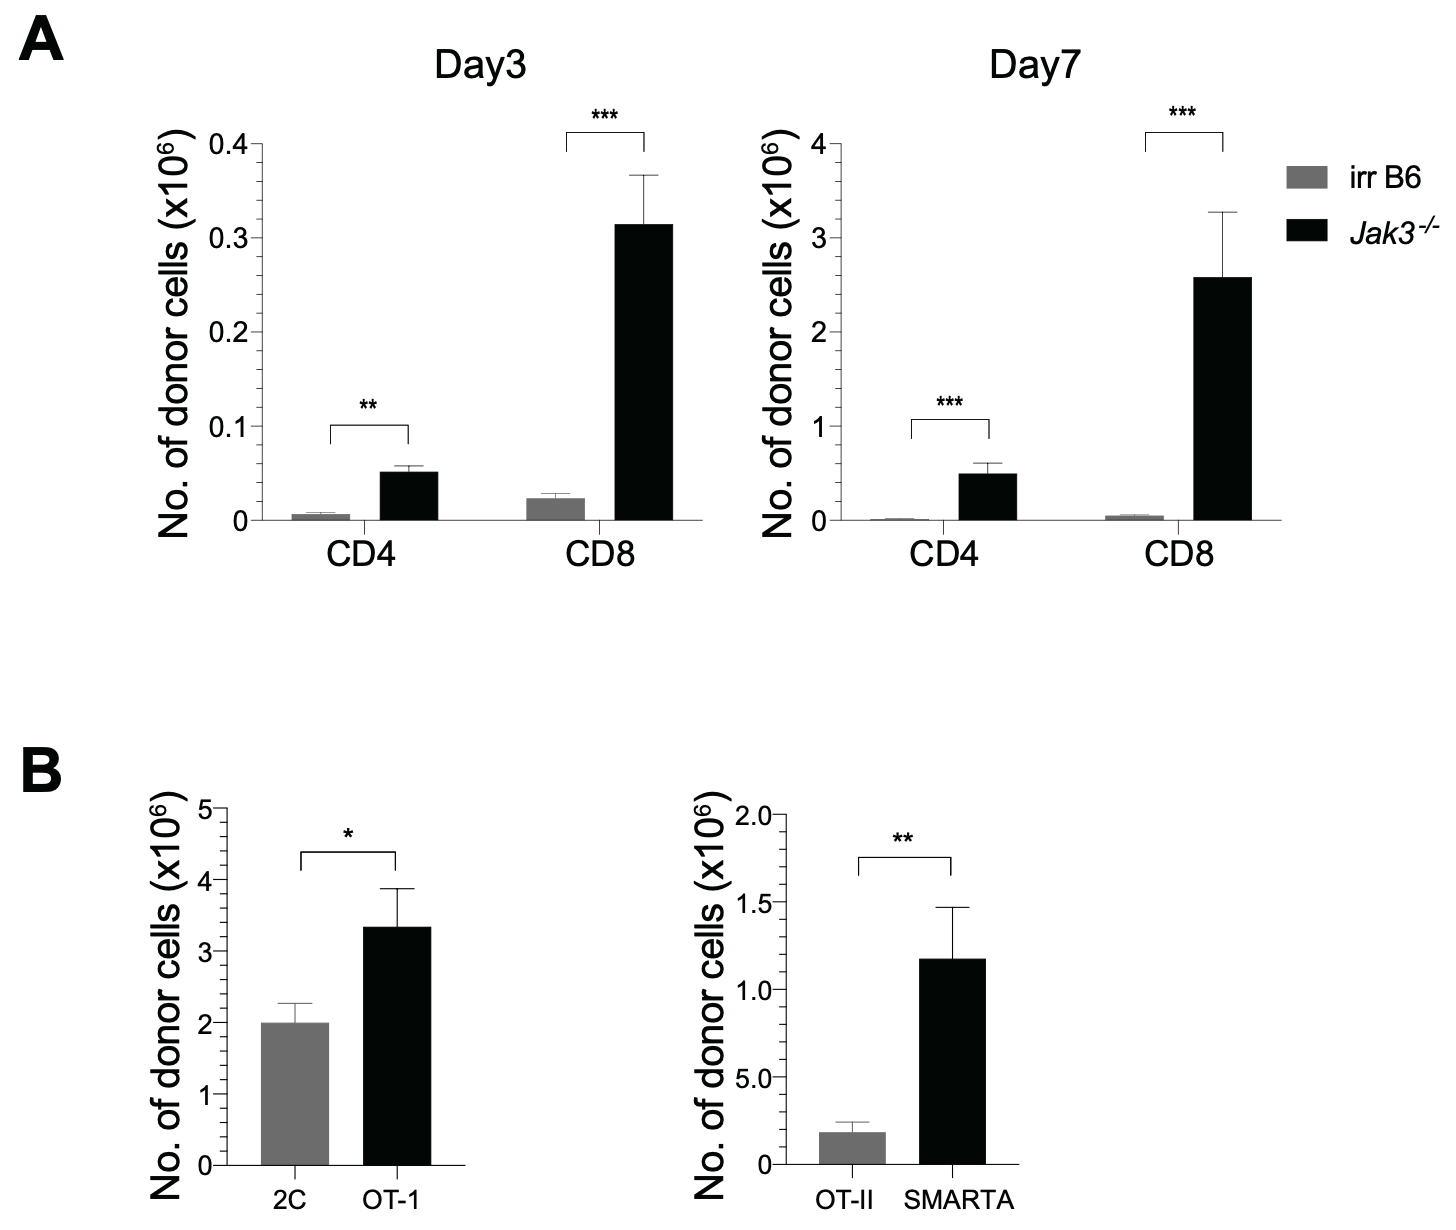 A
Day3
Day7
No. of donor cells (x10⁶)
0.4
0.3
0.2
0.1
0
**
***
CD4
CD8
No. of donor cells (x10⁶)
4
3
2
1
0
***
***
CD4
CD8
irr B6
Jak3⁻/⁻
B
No. of donor cells (x10⁶)
5
4
3
2
1
0
*
2C
OT-1
No. of donor cells (x10⁶)
2.0
1.5
1.0
5.0
0
**
OT-II
SMARTA